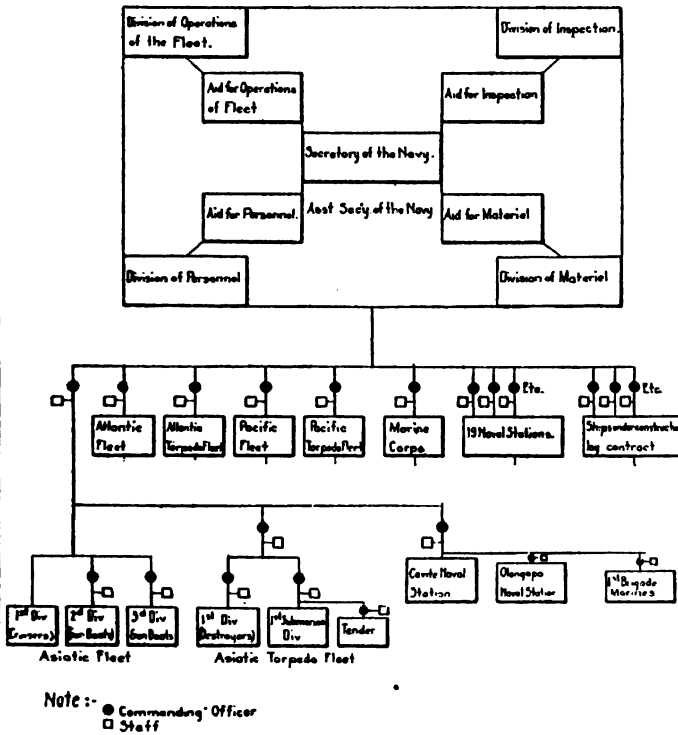 Division of Operations
of the Fleet.
Division of Inspection.
Aid for Operations
of Fleet
Aid for Inspection
Secretary of the Navy.
Aid for Personnel.
Asst Sec'y. of the Navy
Aid for Materiel
Division of Personnel
Division of Materiel
Etc.
Etc.
Atlantic
Fleet
Atlantic
Torpedo Fleet
Pacific
Fleet
Pacific
Torpedo Fleet
Marine
Corps
19 Naval Stations.
Ships under construction
by contract
1st Div
(Cruisers)
2d Div
(Gun Boats)
3d Div
Gun Boats
Asiatic Fleet
1st Div
(Destroyers)
1st Submarine
Div
Tender
Asiatic Torpedo Fleet
Cavite Naval
Station
Olongapo
Naval Station
1st Brigade
Marines
Note :-
Commanding Officer
Staff